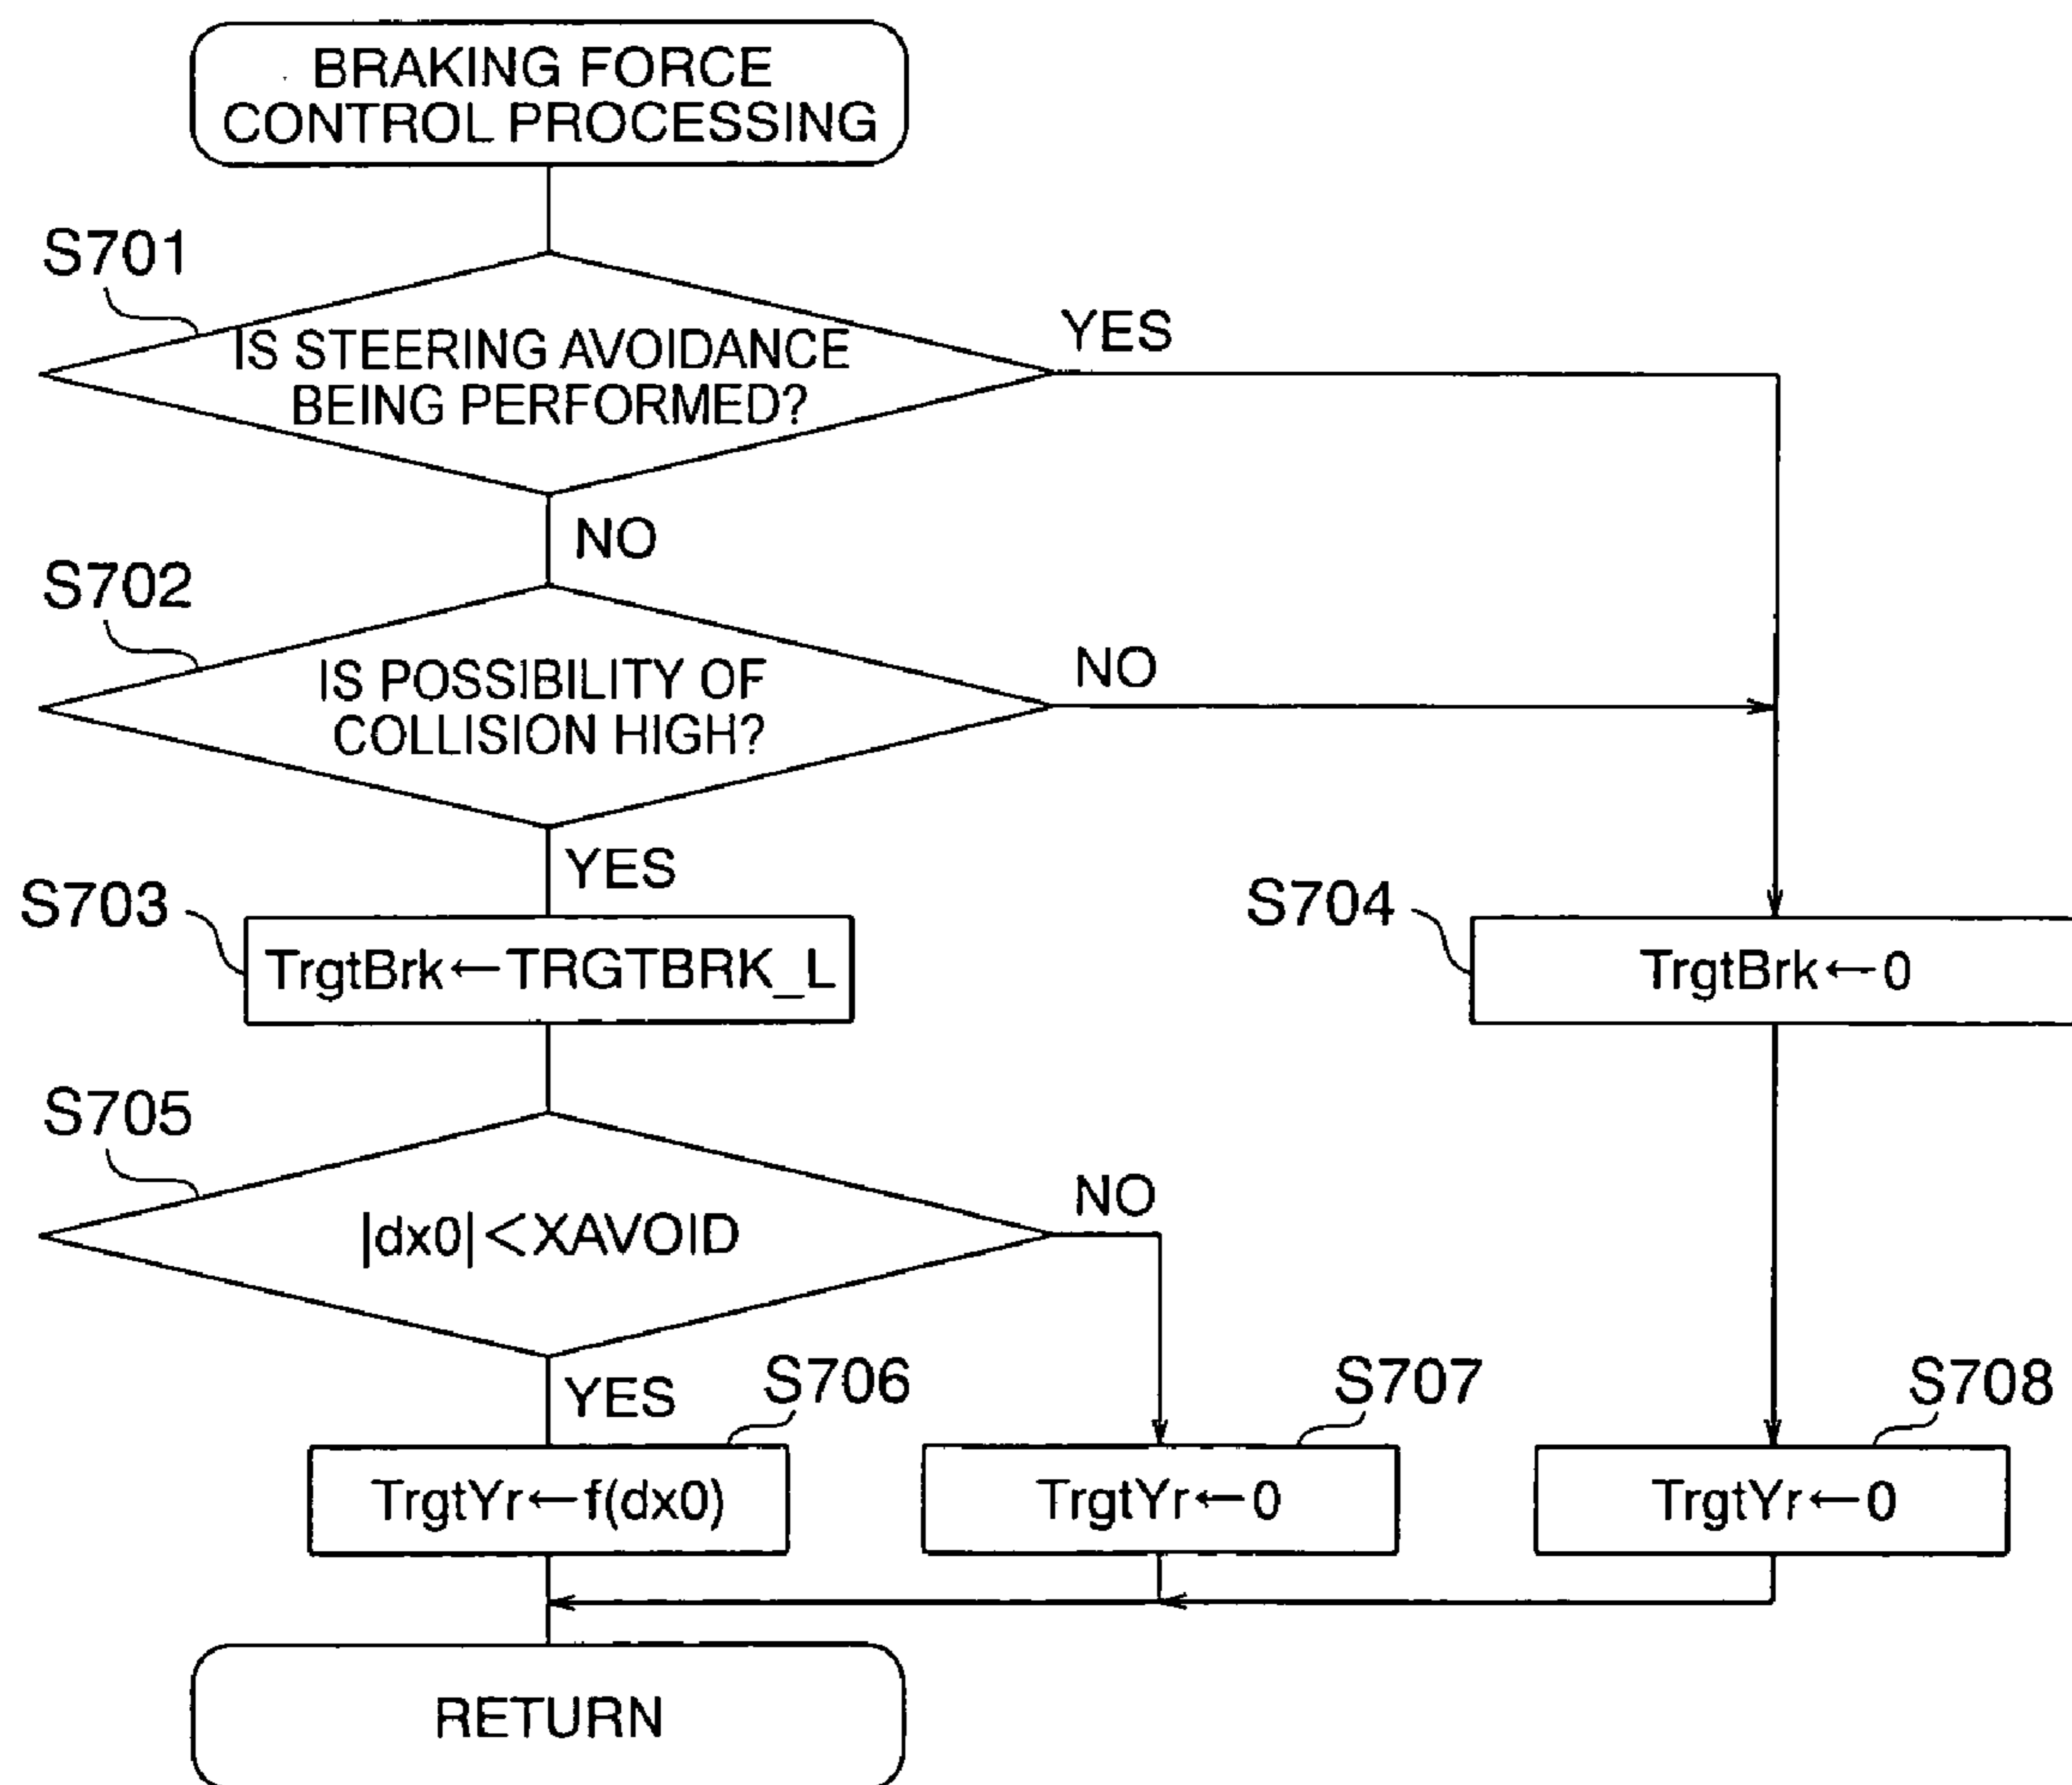 BRAKING FORCE
CONTROL PROCESSING
S701
IS STEERING AVOIDANCE
BEING PERFORMED?
YES
NO
S702
IS POSSIBILITY OF
COLLISION HIGH?
NO
YES
S703
TrgtBrk←TRGTBRK_L
S704
TrgtBrk←0
S705
|dx0|<XAVOID
NO
YES
S706
TrgtYr←f(dx0)
S707
TrgtYr←0
S708
TrgtYr←0
RETURN